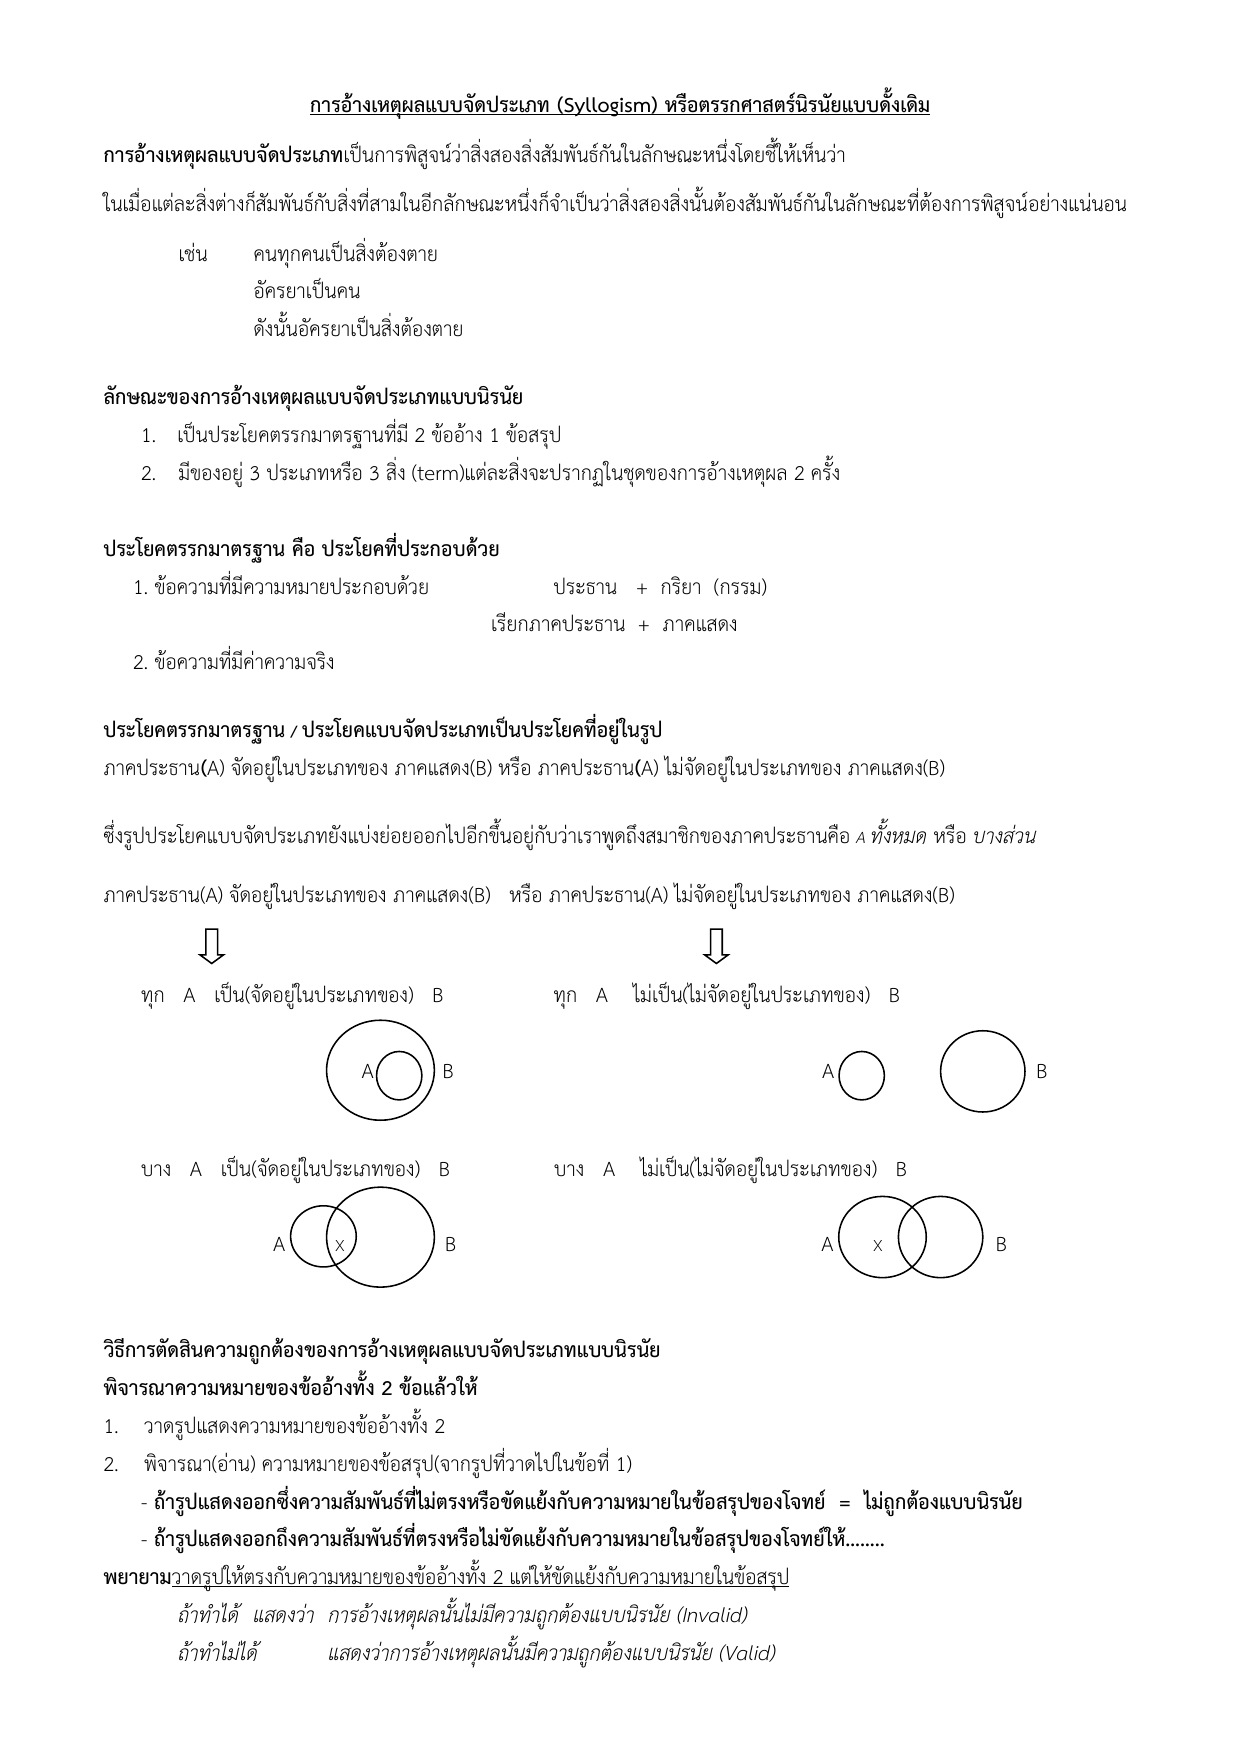 การอ้างเหตุผลแบบจัดประเภท (Syllogism) หรือตรรกศาสตร์นิรนัยแบบดั้งเดิม
การอ้างเหตุผลแบบจัดประเภทเป็นการพิสูจน์ว่าสิ่งสองสิ่งสัมพันธ์กันในลักษณะหนึ่งโดยชี้ให้เห็นว่า
ในเมื่อแต่ละสิ่งต่างก็สัมพันธ์กับสิ่งที่สามในอีกลักษณะหนึ่งก็จำเป็นว่าสิ่งสองสิ่งนั้นต้องสัมพันธ์กันในลักษณะที่ต้องการพิสูจน์อย่างแน่นอน
เช่น คนทุกคนเป็นสิ่งต้องตาย
อัครยาเป็นคน
ดังนั้นอัครยาเป็นสิ่งต้องตาย
ลักษณะของการอ้างเหตุผลแบบจัดประเภทแบบนิรนัย
1. เป็นประโยคตรรกมาตรฐานที่มี 2 ข้ออ้าง 1 ข้อสรุป
2. มีของอยู่ 3 ประเภทหรือ 3 สิ่ง (term)แต่ละสิ่งจะปรากฏในชุดของการอ้างเหตุผล 2 ครั้ง
ประโยคตรรกมาตรฐาน คือ ประโยคที่ประกอบด้วย
1. ข้อความที่มีความหมายประกอบด้วย ประธาน + กริยา (กรรม)
เรียกภาคประธาน + ภาคแสดง
2. ข้อความที่มีค่าความจริง
ประโยคตรรกมาตรฐาน / ประโยคแบบจัดประเภทเป็นประโยคที่อยู่ในรูป
ภาคประธาน(A) จัดอยู่ในประเภทของ ภาคแสดง(B) หรือ ภาคประธาน(A) ไม่จัดอยู่ในประเภทของ ภาคแสดง(B)
ซึ่งรูปประโยคแบบจัดประเภทยังแบ่งย่อยออกไปอีกขึ้นอยู่กับว่าเราพูดถึงสมาชิกของภาคประธานคือ A ทั้งหมด หรือ บางส่วน
ภาคประธาน(A) จัดอยู่ในประเภทของ ภาคแสดง(B) หรือ ภาคประธาน(A) ไม่จัดอยู่ในประเภทของ ภาคแสดง(B)
ทุก A เป็น(จัดอยู่ในประเภทของ) B ทุก A ไม่เป็น(ไม่จัดอยู่ในประเภทของ) B
A B A B
บาง A เป็น(จัดอยู่ในประเภทของ) B บาง A ไม่เป็น(ไม่จัดอยู่ในประเภทของ) B
A X B A X B
วิธีการตัดสินความถูกต้องของการอ้างเหตุผลแบบจัดประเภทแบบนิรนัย
พิจารณาความหมายของข้ออ้างทั้ง 2 ข้อแล้วให้
1. วาดรูปแสดงความหมายของข้ออ้างทั้ง 2
2. พิจารณา(อ่าน) ความหมายของข้อสรุป(จากรูปที่วาดไปในข้อที่ 1)
- ถ้ารูปแสดงออกซึ่งความสัมพันธ์ที่ไม่ตรงหรือขัดแย้งกับความหมายในข้อสรุปของโจทย์ = ไม่ถูกต้องแบบนิรนัย
- ถ้ารูปแสดงออกถึงความสัมพันธ์ที่ตรงหรือไม่ขัดแย้งกับความหมายในข้อสรุปของโจทย์ให้........
พยายามวาดรูปให้ตรงกับความหมายของข้ออ้างทั้ง 2 แต่ให้ขัดแย้งกับความหมายในข้อสรุป
ถ้าทำได้ แสดงว่า การอ้างเหตุผลนั้นไม่มีความถูกต้องแบบนิรนัย (Invalid)
ถ้าทำไม่ได้ แสดงว่าการอ้างเหตุผลนั้นมีความถูกต้องแบบนิรนัย (Valid)